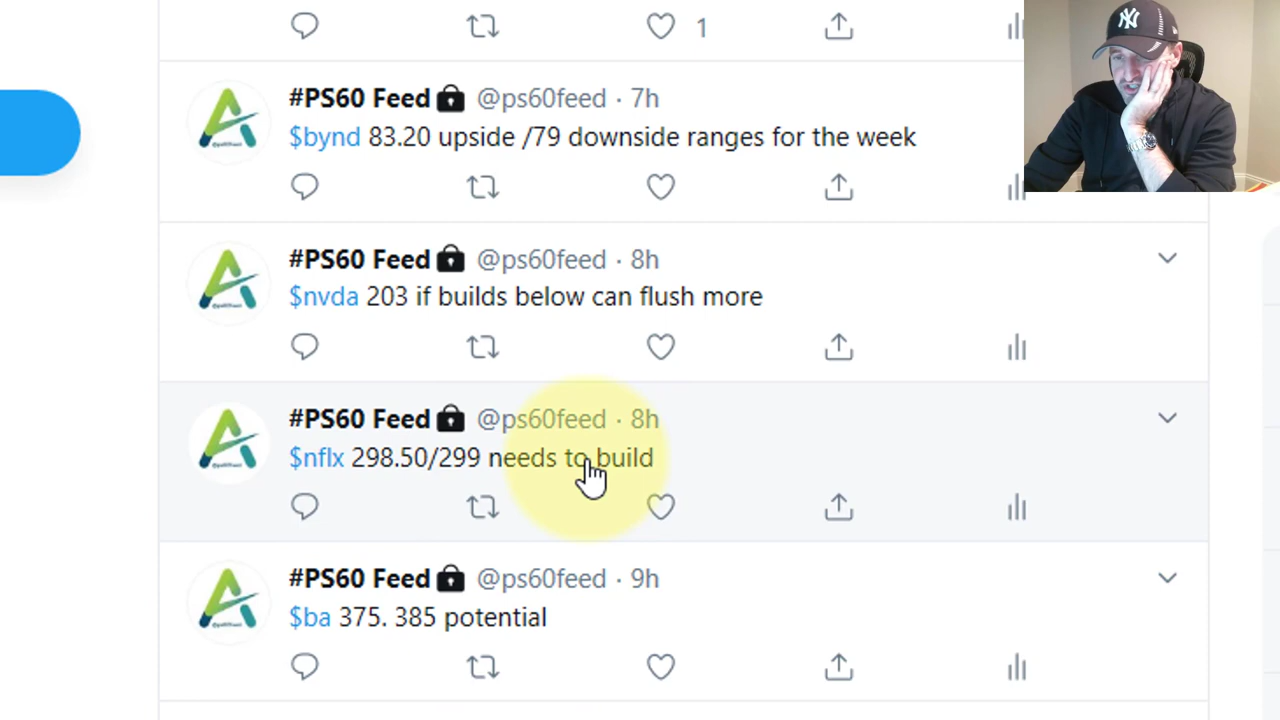 1
#PS60 Feed @ps60feed · 7h
$bynd 83.20 upside /79 downside ranges for the week
#PS60 Feed @ps60feed · 8h
$nvda 203 if builds below can flush more
#PS60 Feed @ps60feed · 8h
$nflx 298.50/299 needs to build
#PS60 Feed @ps60feed · 9h
$ba 375. 385 potential